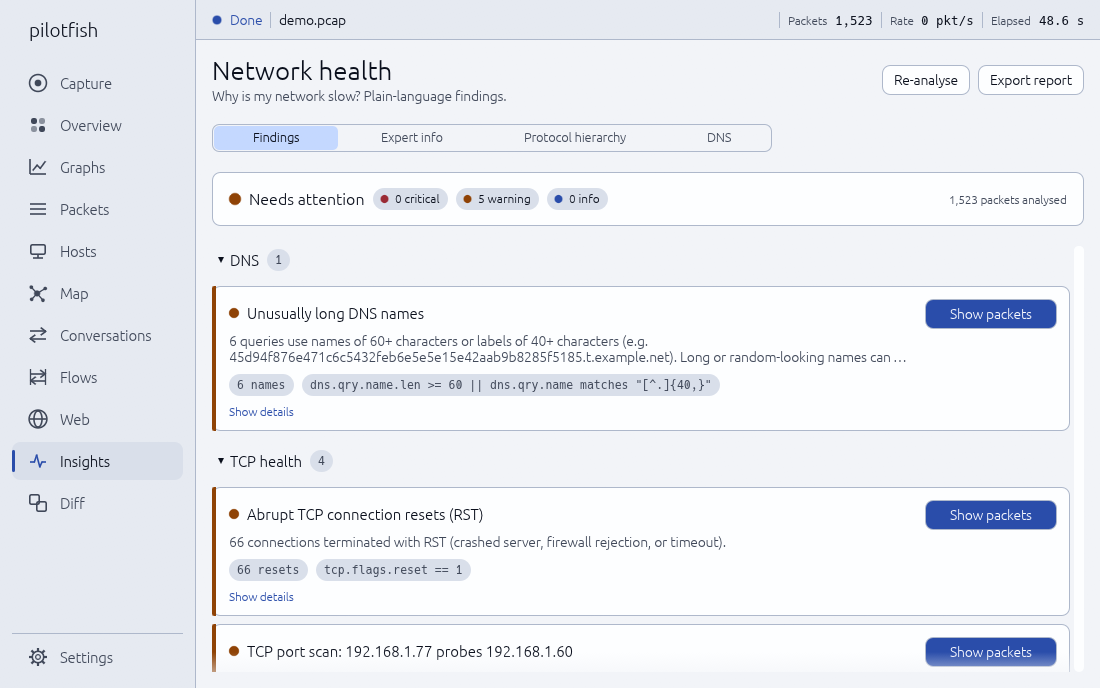 pilotfish
Capture
Overview
Graphs
Packets
Hosts
Map
Conversations
Flows
Web
Insights
Diff
Settings
Done demo.pcap
Packets 1,523 Rate 0 pkt/s Elapsed 48.6 s
Network health
Why is my network slow? Plain-language findings.
Re-analyse Export report
Findings Expert info Protocol hierarchy DNS
Needs attention 0 critical 5 warning 0 info 1,523 packets analysed
▾ DNS 1
Unusually long DNS names
Show packets
6 queries use names of 60+ characters or labels of 40+ characters (e.g.
45d94f876e471c6c5432feb6e5e5e15e42aab9b8285f5185.t.example.net). Long or random-looking names can …
6 names dns.qry.name.len >= 60 || dns.qry.name matches "[^.]{40,}"
Show details
▾ TCP health 4
Abrupt TCP connection resets (RST)
Show packets
66 connections terminated with RST (crashed server, firewall rejection, or timeout).
66 resets tcp.flags.reset == 1
Show details
TCP port scan: 192.168.1.77 probes 192.168.1.60
Show packets